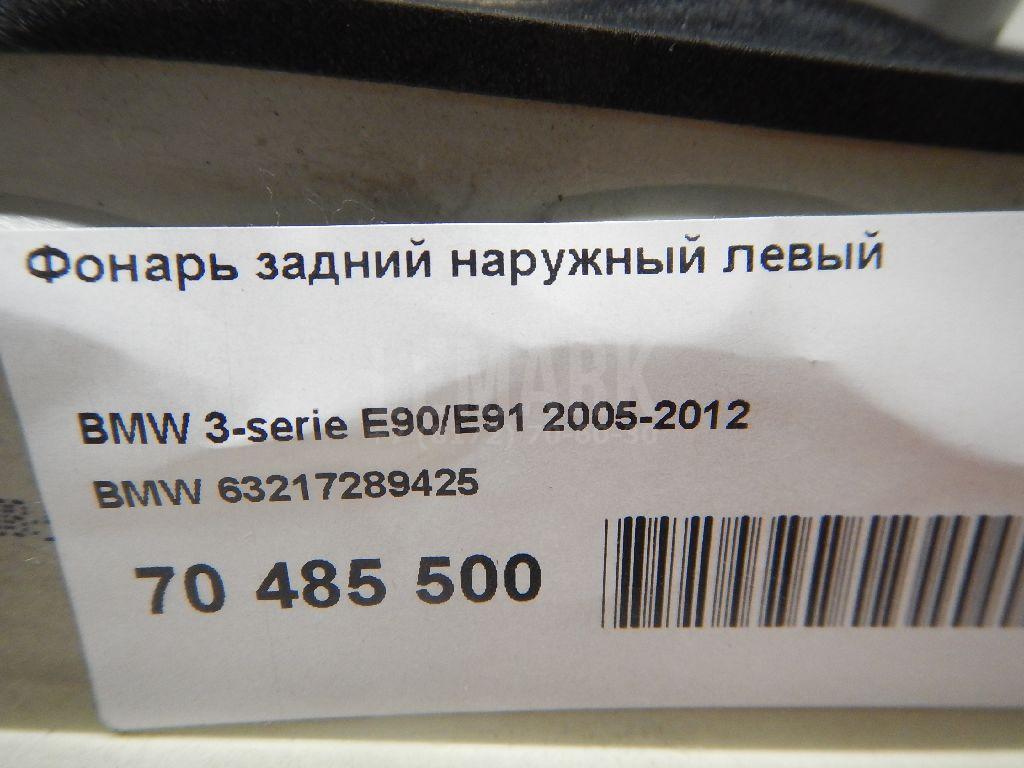 Фонарь задний наружный левый
BMW 3-serie E90/E91 2005-2012
BMW 63217289425
70 485 500